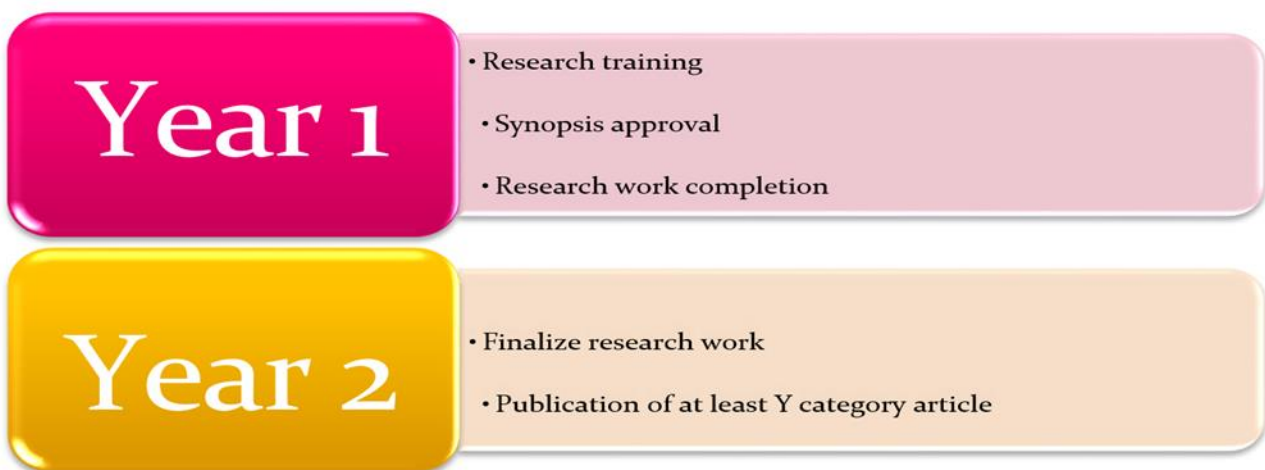 Year 1
• Research training
• Synopsis approval
• Research work completion
Year 2
• Finalize research work
• Publication of at least Y category article